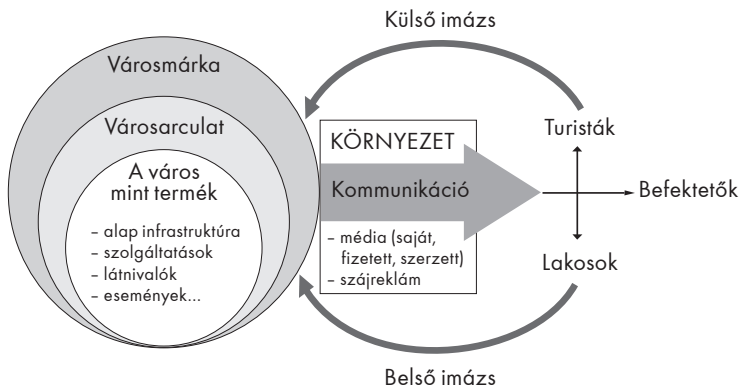 Külső imázs
Városmárka
Városarculat
A város
mint termék
– alap infrastruktúra
– szolgáltatások
– látnivalók
– események...
KÖRNYEZET
Kommunikáció
– média (saját,
fizetett, szerzett)
– szájreklám
Turisták
Befektetők
Lakosok
Belső imázs